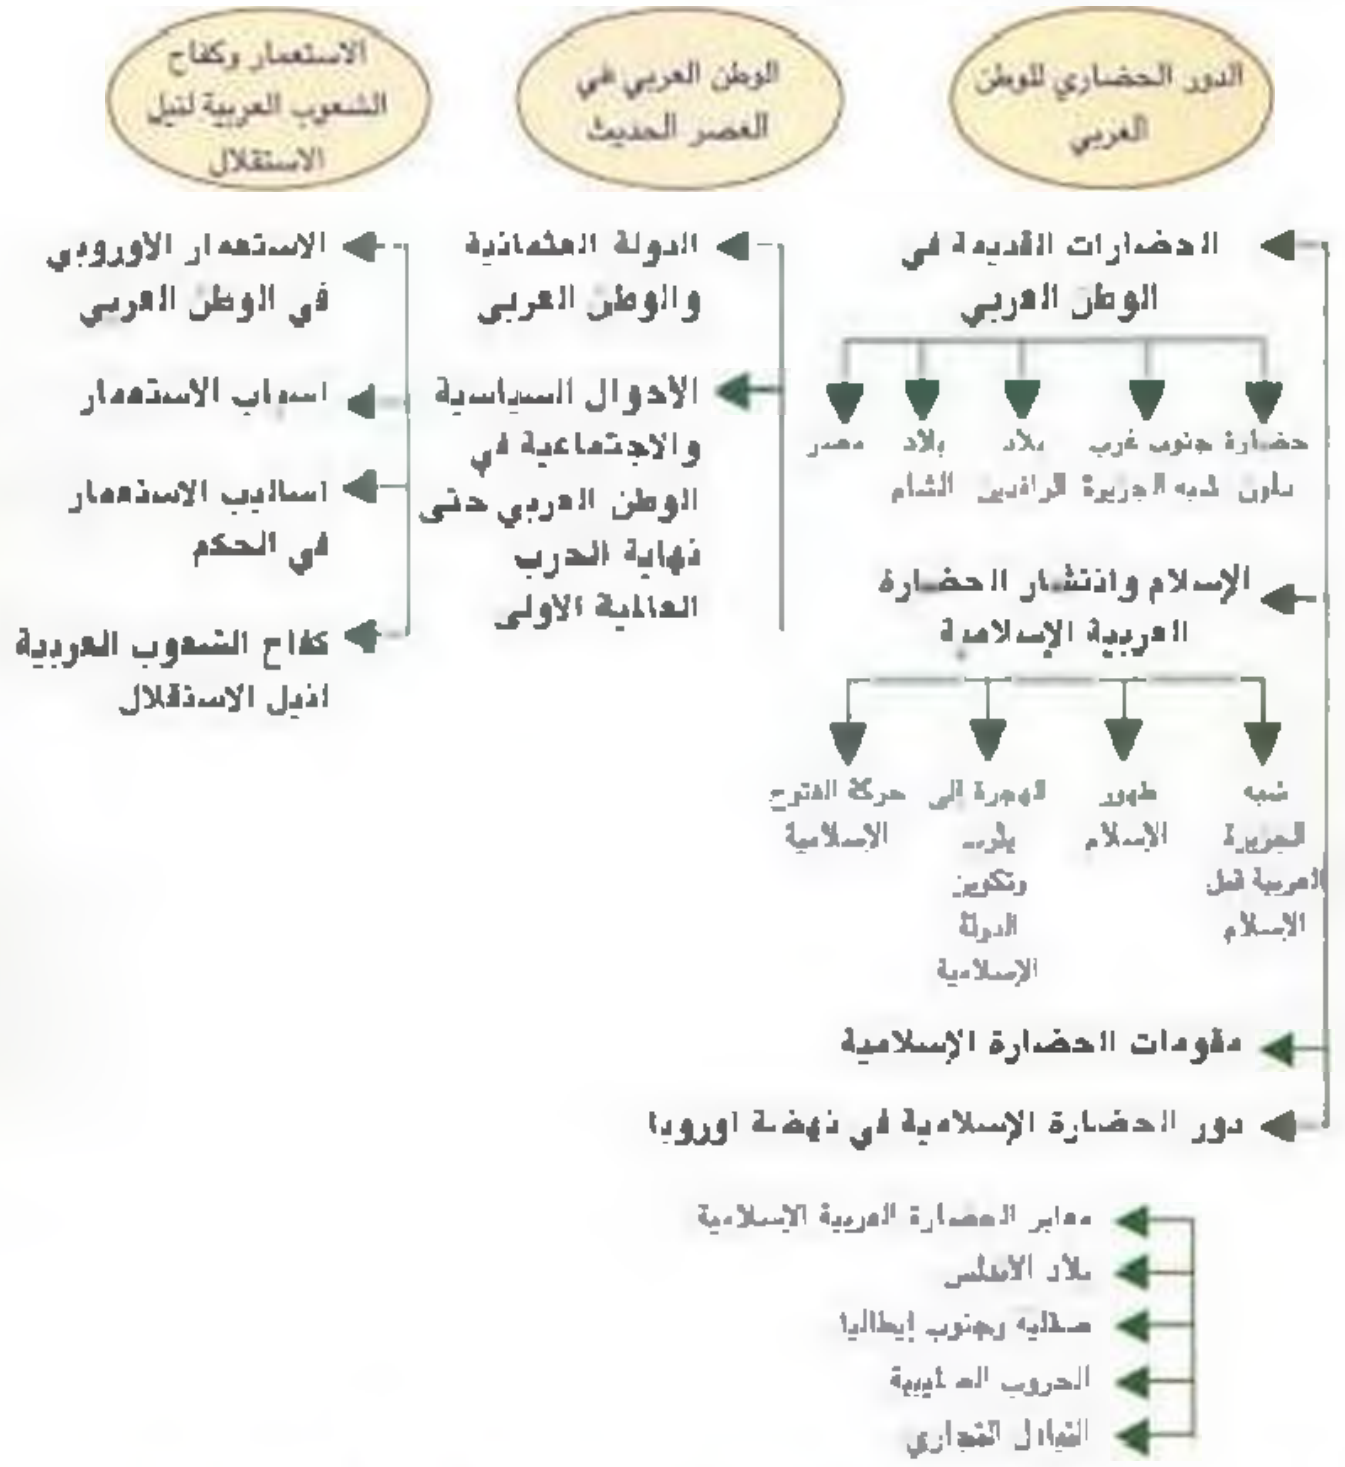 الدور الحضاري للوطن
العربي
الحضارات القديمة في
الوطن العربي
حضارة
دلون
جنوب غرب
شبه الجزيرة
بلاد
الرافدين
بلاد
الشام
مصر
الإسلام وانتشار الحضارة
العربية الإسلامية
شبه
الجزيرة
العربية قبل
الإسلام
ظهور
الإسلام
الهجرة إلى
يثرب
وتكوين
الدولة
الإسلامية
حركة الفتوح
الإسلامية
مقومات الحضارة الإسلامية
دور الحضارة الإسلامية في نهضة اوروبا
معابر الحضارة العربية الإسلامية
بلاد الأندلس
صقلية وجنوب إيطاليا
الحروب الصليبية
التبادل التجاري
الوطن العربي في
العصر الحديث
الدولة العثمانية
والوطن العربي
الأحوال السياسية
والاجتماعية في
الوطن العربي حتى
نهاية الحرب
العالمية الأولى
الاستعمار وكفاح
الشعوب العربية لنيل
الاستقلال
الاستعمار الأوروبي
في الوطن العربي
اسباب الاستعمار
اساليب الاستعمار
في الحكم
كفاح الشعوب العربية
لنيل الاستقلال